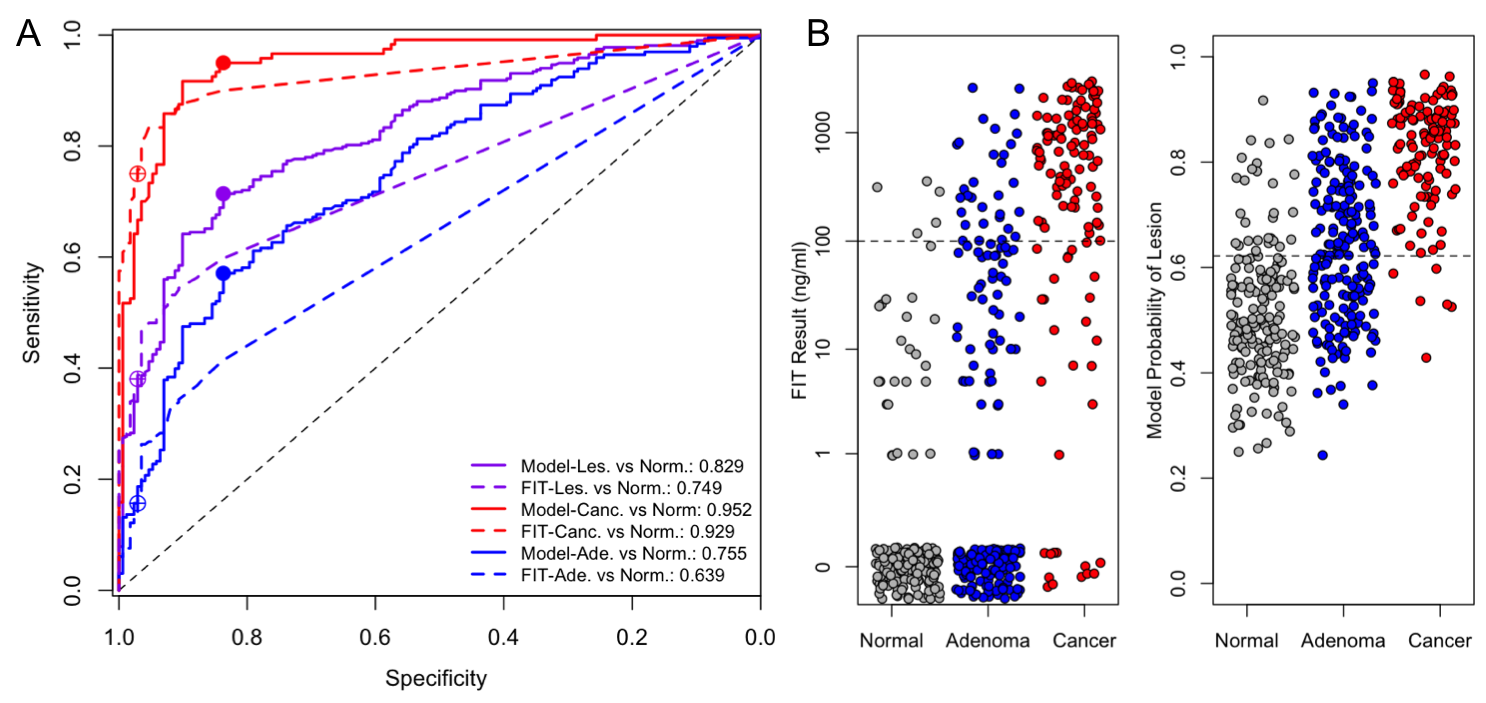 A
1.0
0.8
0.6
0.4
0.2
0.0
Sensitivity
Model-Les. vs Norm.: 0.829
FIT-Les. vs Norm.: 0.749
Model-Canc. vs Norm: 0.952
FIT-Canc. vs Norm.: 0.929
Model-Ade. vs Norm.: 0.755
FIT-Ade. vs Norm.: 0.639
1.0 0.8 0.6 0.4 0.2 0.0
Specificity
B
1000
100
10
1
0
FIT Result (ng/ml)
Normal Adenoma Cancer
1.0
0.8
0.6
0.4
0.2
0.0
Model Probability of Lesion
Normal Adenoma Cancer